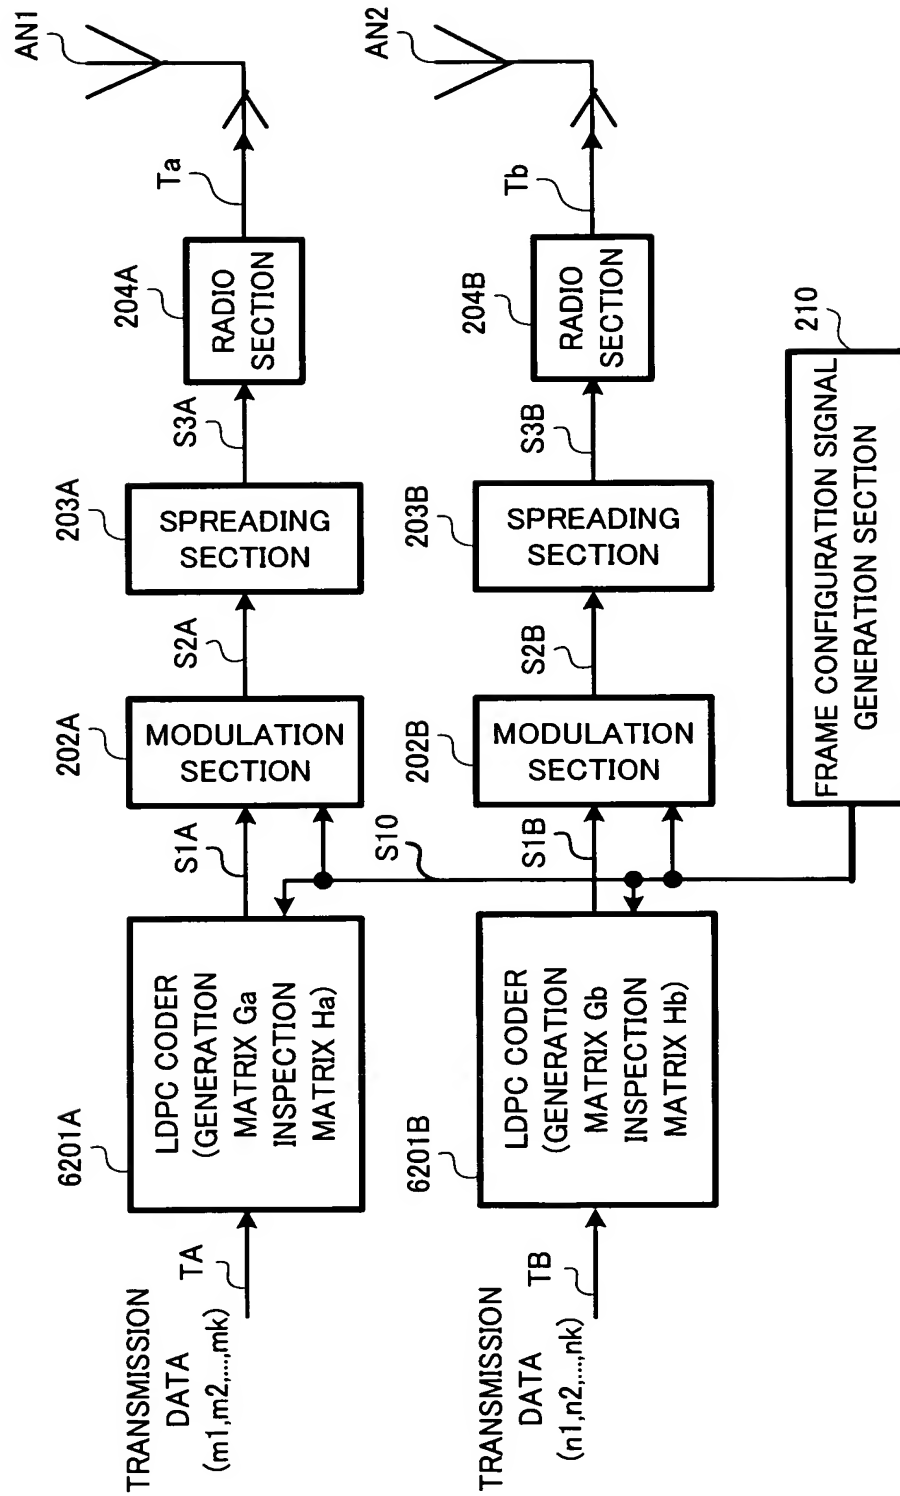 TRANSMISSION
DATA
(m1,m2,...,mk)
TA
6201A
LDPC CODER
(GENERATION
MATRIX Ga
INSPECTION
MATRIX Ha)
S1A
202A
MODULATION
SECTION
S2A
203A
SPREADING
SECTION
S3A
204A
RADIO
SECTION
Ta
AN1
TRANSMISSION
DATA
(n1,n2,...,nk)
TB
6201B
LDPC CODER
(GENERATION
MATRIX Gb
INSPECTION
MATRIX Hb)
S10
S1B
202B
MODULATION
SECTION
S2B
203B
SPREADING
SECTION
S3B
204B
RADIO
SECTION
Tb
AN2
FRAME CONFIGURATION SIGNAL
GENERATION SECTION
210